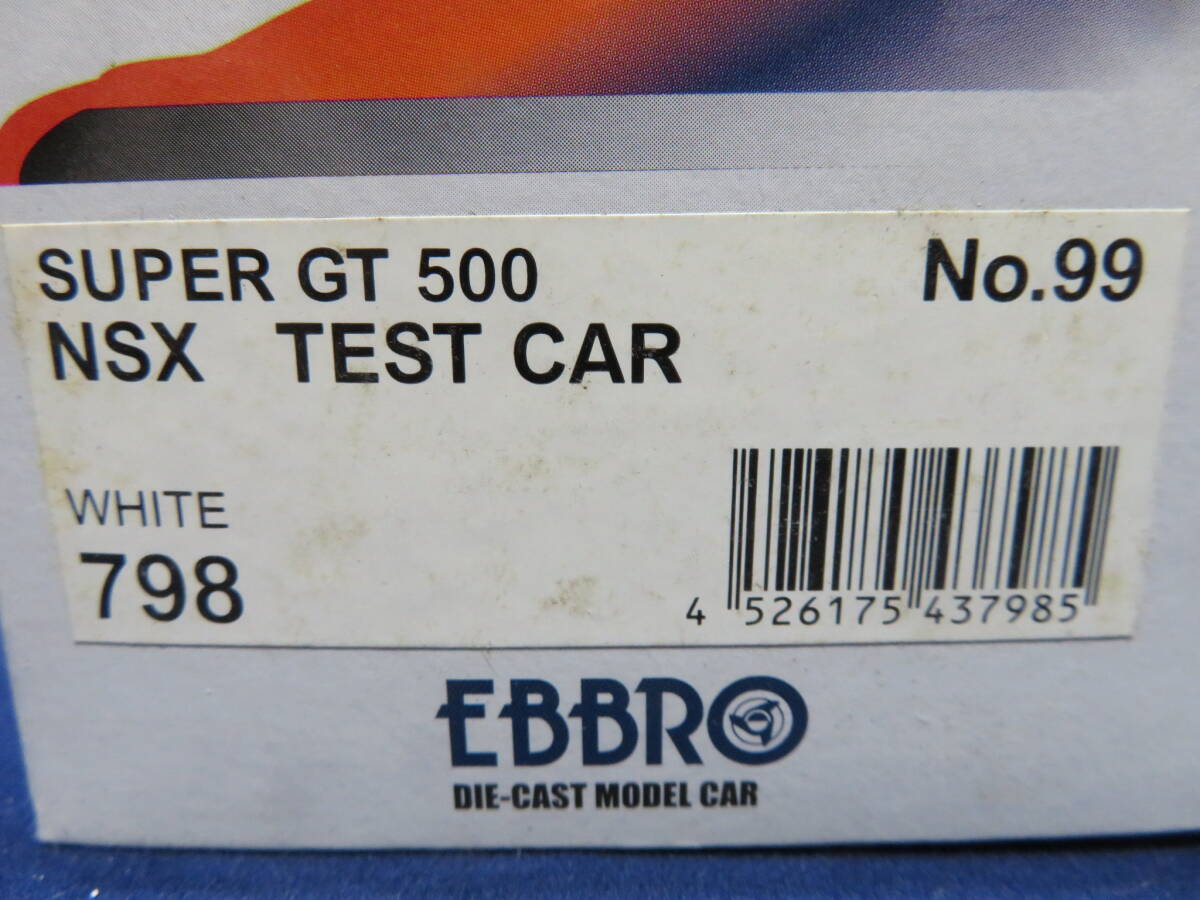 SUPER GT 500 No.99
NSX TEST CAR
WHITE
798
4 526175 437985
EBBRO
DIE-CAST MODEL CAR